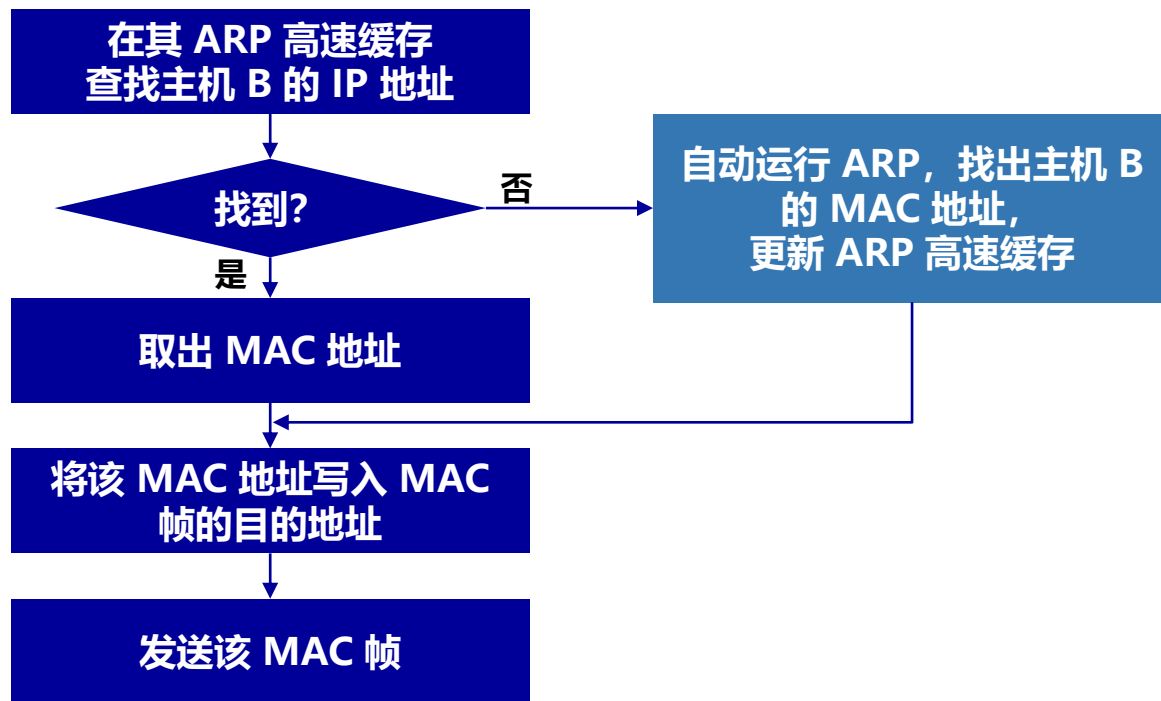 在其 ARP 高速缓存
查找主机 B 的 IP 地址
找到?
否
自动运行 ARP，找出主机 B
的 MAC 地址，
更新 ARP 高速缓存
是
取出 MAC 地址
将该 MAC 地址写入 MAC
帧的目的地址
发送该 MAC 帧